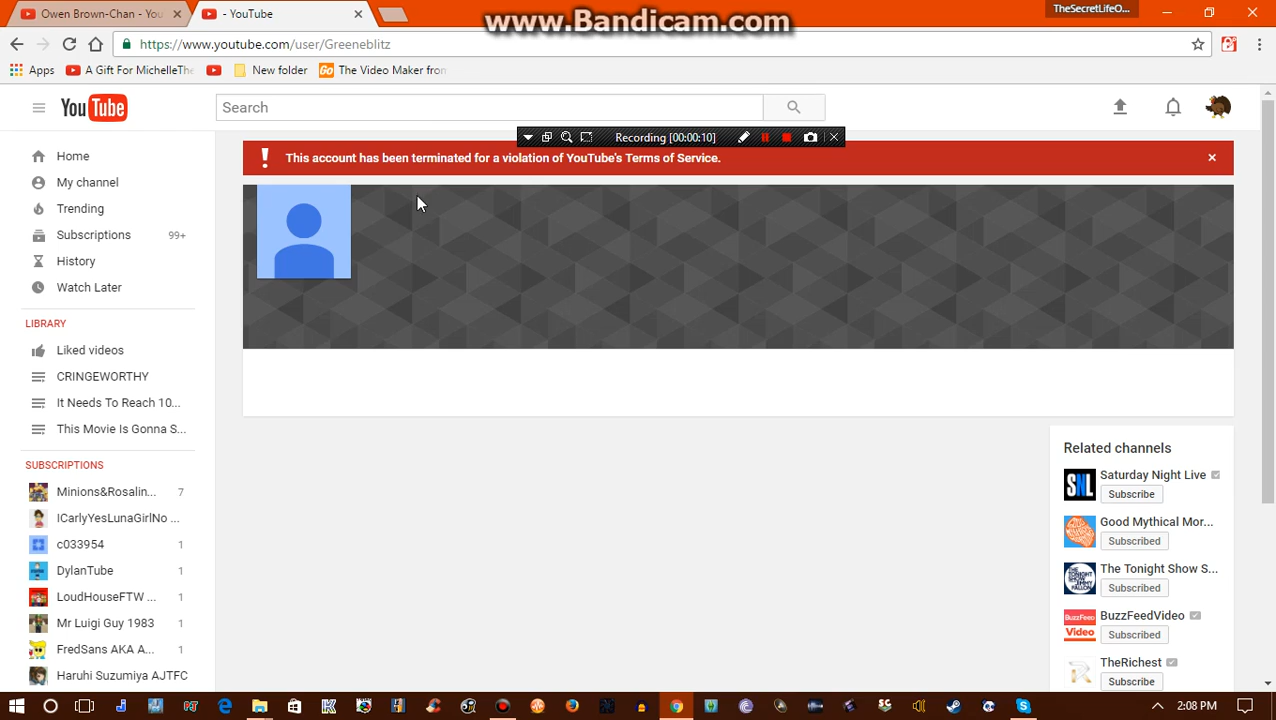 Owen Brown-Chan - You
- YouTube
www.Bandicam.com
TheSecretLifeO...
https://www.youtube.com/user/Greeneblitz
Apps
A Gift For MichelleThe
New folder
Go
The Video Maker fron
YouTube
Search
Recording [00:00:10]
This account has been terminated for a violation of YouTube's Terms of Service.
Home
My channel
Trending
Subscriptions 99+
History
Watch Later
LIBRARY
Liked videos
CRINGEWORTHY
It Needs To Reach 10...
This Movie Is Gonna S...
SUBSCRIPTIONS
Minions&Rosalin... 7
ICarlyYesLunaGirlNo ...
c033954 1
DylanTube 1
LoudHouseFTW ... 1
Mr Luigi Guy 1983 1
FredSans AKA A... 1
Haruhi Suzumiya AJTFC
Related channels
SNL
Saturday Night Live
Subscribe
Good Mythical Mor...
Subscribed
The Tonight Show S...
Subscribed
BuzzFeed
Video
BuzzFeedVideo
Subscribed
TheRichest
Subscribe
2:08 PM